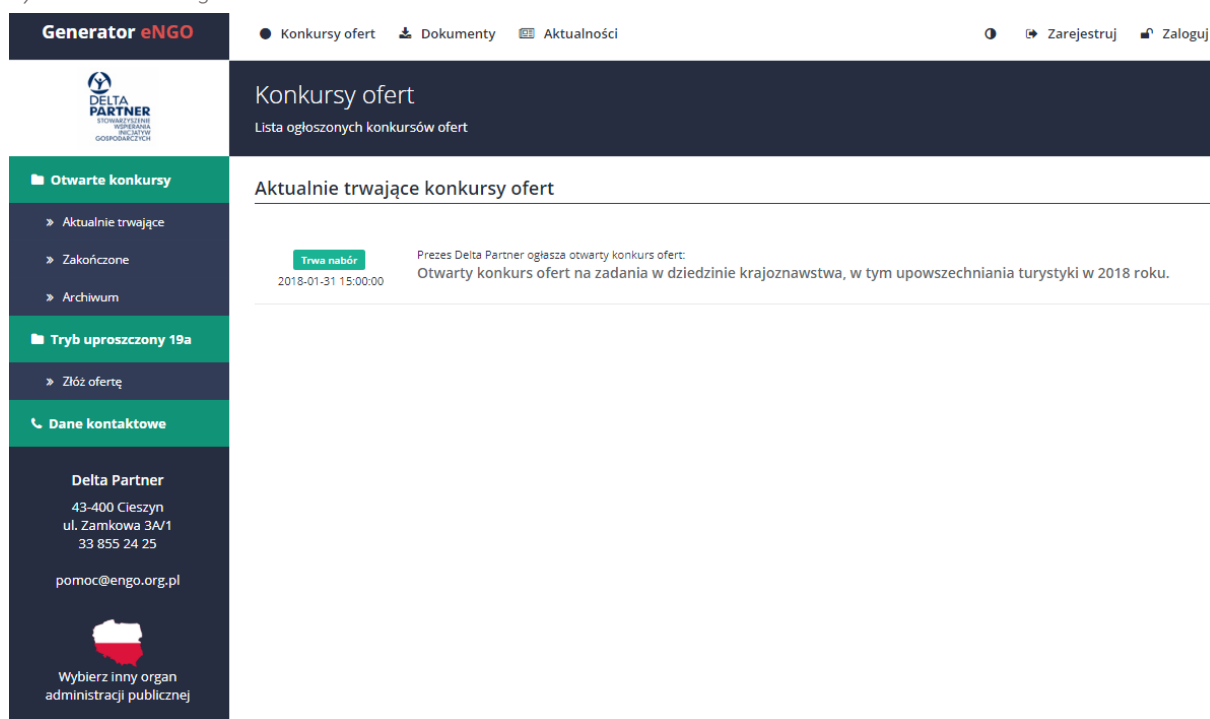 Generator eNGO
Konkursy ofert
Dokumenty
Aktualności
Zarejestruj
Zaloguj
DELTA
PARTNER
STOWARZYSZENIE
WSPIERANIA
INICJATYW
GOSPODARCZYCH
Konkursy ofert
Lista ogłoszonych konkursów ofert
Otwarte konkursy
Aktualnie trwające
Zakończone
Archiwum
Tryb uproszczony 19a
Złóż ofertę
Dane kontaktowe
Delta Partner
43-400 Cieszyn
ul. Zamkowa 3A/1
33 855 24 25
pomoc@engo.org.pl
Wybierz inny organ
administracji publicznej
Aktualnie trwające konkursy ofert
Trwa nabór
2018-01-31 15:00:00
Prezes Delta Partner ogłasza otwarty konkurs ofert:
Otwarty konkurs ofert na zadania w dziedzinie krajoznawstwa, w tym upowszechniania turystyki w 2018 roku.